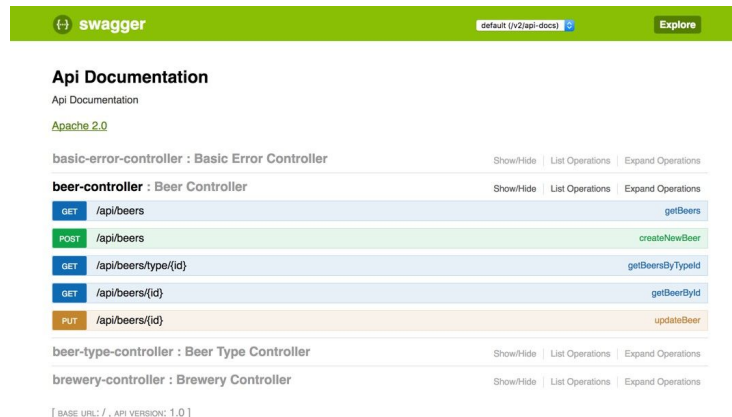 {···} swagger default (/v2/api-docs) Explore
Api Documentation
Api Documentation
Apache 2.0
basic-error-controller : Basic Error Controller Show/Hide List Operations Expand Operations
beer-controller : Beer Controller Show/Hide List Operations Expand Operations
GET /api/beers getBeers
POST /api/beers createNewBeer
GET /api/beers/type/{id} getBeersByTypeId
GET /api/beers/{id} getBeerById
PUT /api/beers/{id} updateBeer
beer-type-controller : Beer Type Controller Show/Hide List Operations Expand Operations
brewery-controller : Brewery Controller Show/Hide List Operations Expand Operations
[ BASE URL: / , API VERSION: 1.0 ]